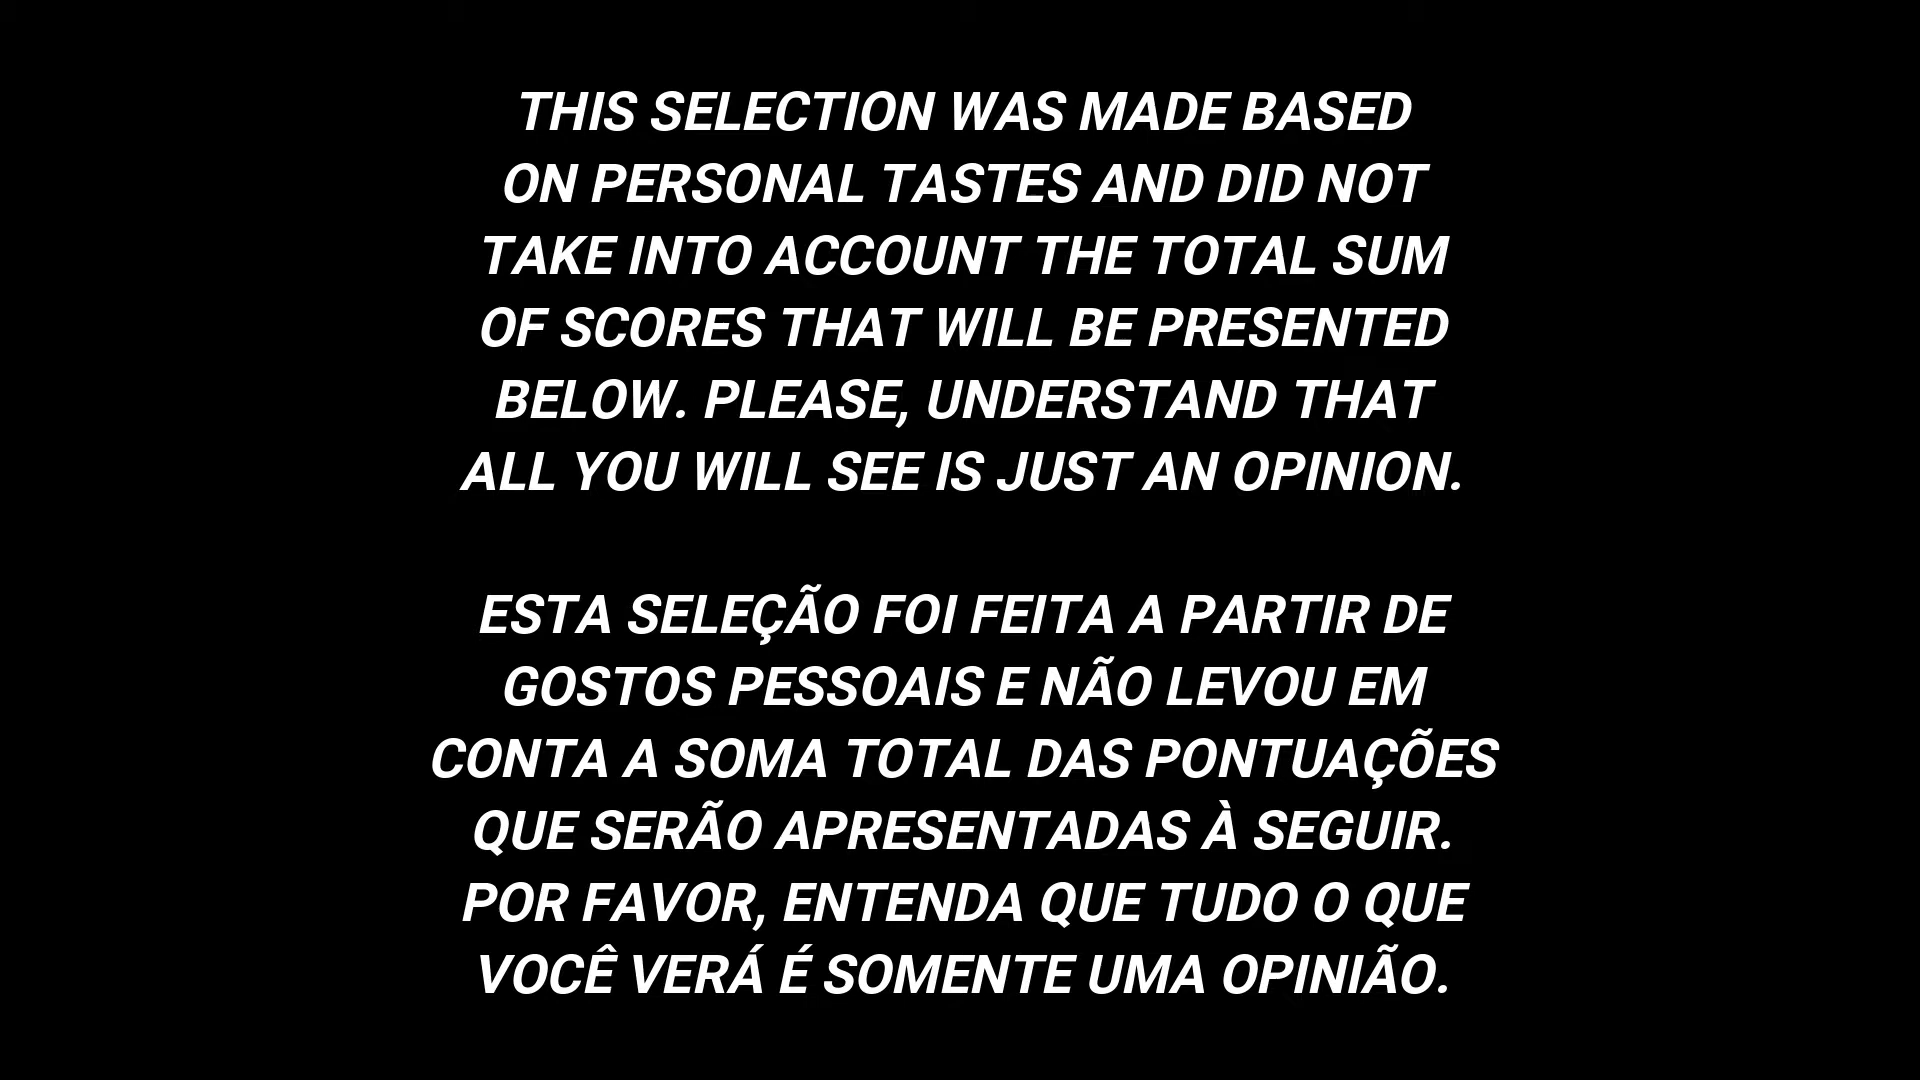 THIS SELECTION WAS MADE BASED
ON PERSONAL TASTES AND DID NOT
TAKE INTO ACCOUNT THE TOTAL SUM
OF SCORES THAT WILL BE PRESENTED
BELOW. PLEASE, UNDERSTAND THAT
ALL YOU WILL SEE IS JUST AN OPINION.
ESTA SELEÇÃO FOI FEITA A PARTIR DE
GOSTOS PESSOAIS E NÃO LEVOU EM
CONTA A SOMA TOTAL DAS PONTUAÇÕES
QUE SERÃO APRESENTADAS À SEGUIR.
POR FAVOR, ENTENDA QUE TUDO O QUE
VOCÊ VERÁ É SOMENTE UMA OPINIÃO.